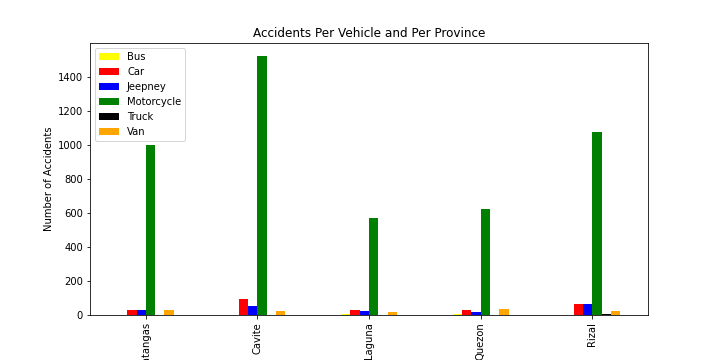 Accidents Per Vehicle and Per Province
Number of Accidents
1400
1200
1000
800
600
400
200
0
Bus
Car
Jeepney
Motorcycle
Truck
Van
tangas
Cavite
Laguna
Quezon
Rizal